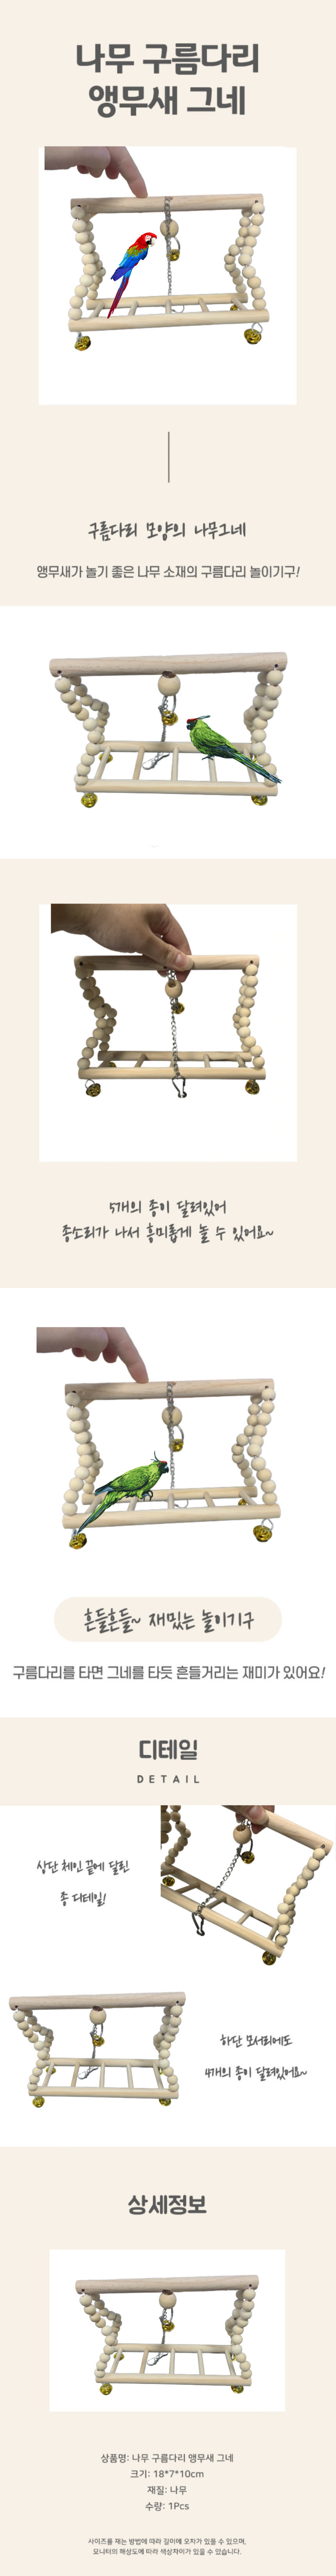 나무 구름다리
앵무새 그네
구름다리 모양의 나무그네
앵무새가 놀기 좋은 나무 소재의 구름다리 놀이기구!
5개의 종이 달려있어
종소리가 나서 흥미롭게 놀 수 있어요~
흔들흔들~ 재밌는 놀이기구
구름다리를 타면 그네를 타듯 흔들거리는 재미가 있어요!
디테일
DETAIL
상단 체인 끝에 달린
종 디테일!
하단 모서리에도
4개의 종이 달려있어요~
상세정보
상품명: 나무 구름다리 앵무새 그네
크기: 18*7*10cm
재질: 나무
수량: 1Pcs
사이즈를 재는 방법에 따라 길이에 오차가 있을 수 있으며,
모니터의 해상도에 따라 색상차이가 있을 수 있습니다.